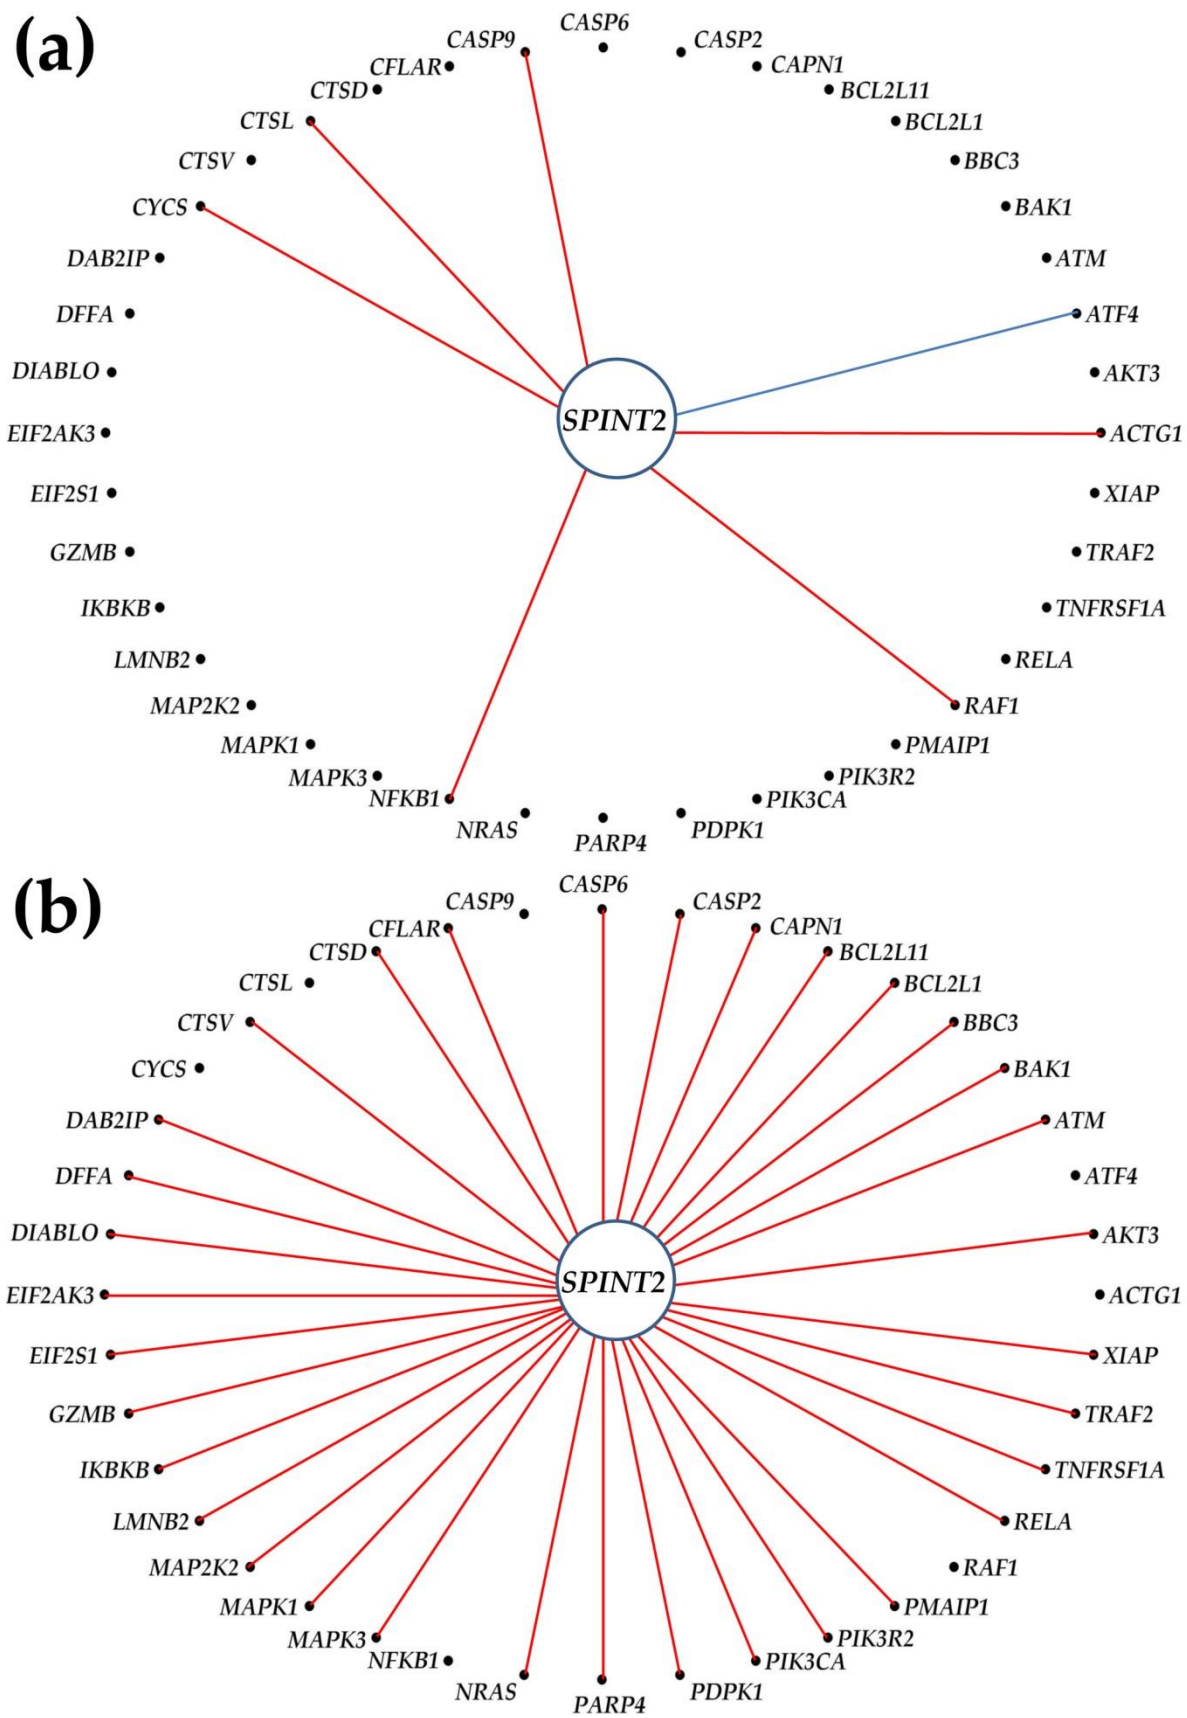 (a)
CASP6
CASP9
CASP2
CFLAR
CAPN1
CTSD
BCL2L11
CTSL
BCL2L1
CTSV
BBC3
CYCS
BAK1
DAB2IP
ATM
DFFA
ATF4
DIABLO
AKT3
SPINT2
EIF2AK3
ACTG1
EIF2S1
XIAP
GZMB
TRAF2
IKBKB
TNFRSF1A
LMNB2
RELA
MAP2K2
RAF1
MAPK1
PMAIP1
MAPK3
PIK3R2
NFKB1
PIK3CA
NRAS
PDPK1
PARP4
(b)
CASP6
CASP9
CASP2
CFLAR
CAPN1
CTSD
BCL2L11
CTSL
BCL2L1
CTSV
BBC3
CYCS
BAK1
DAB2IP
ATM
DFFA
ATF4
DIABLO
AKT3
SPINT2
EIF2AK3
ACTG1
EIF2S1
XIAP
GZMB
TRAF2
IKBKB
TNFRSF1A
LMNB2
RELA
MAP2K2
RAF1
MAPK1
PMAIP1
MAPK3
PIK3R2
NFKB1
PIK3CA
NRAS
PDPK1
PARP4